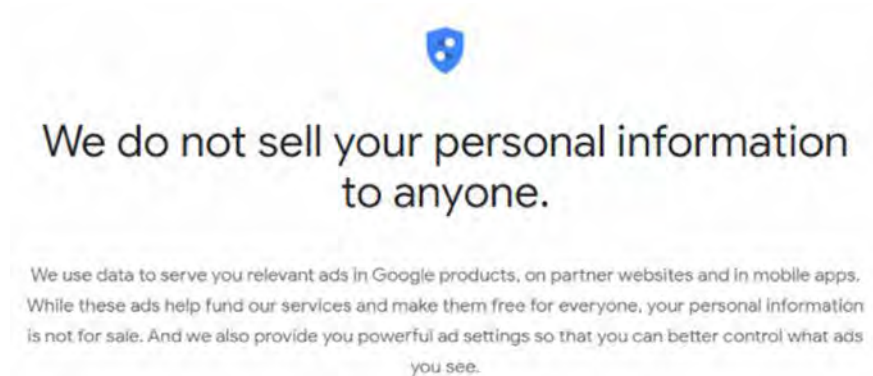 We do not sell your personal information
to anyone.
We use data to serve you relevant ads in Google products, on partner websites and in mobile apps.
While these ads help fund our services and make them free for everyone, your personal information
is not for sale. And we also provide you powerful ad settings so that you can better control what ads
you see.